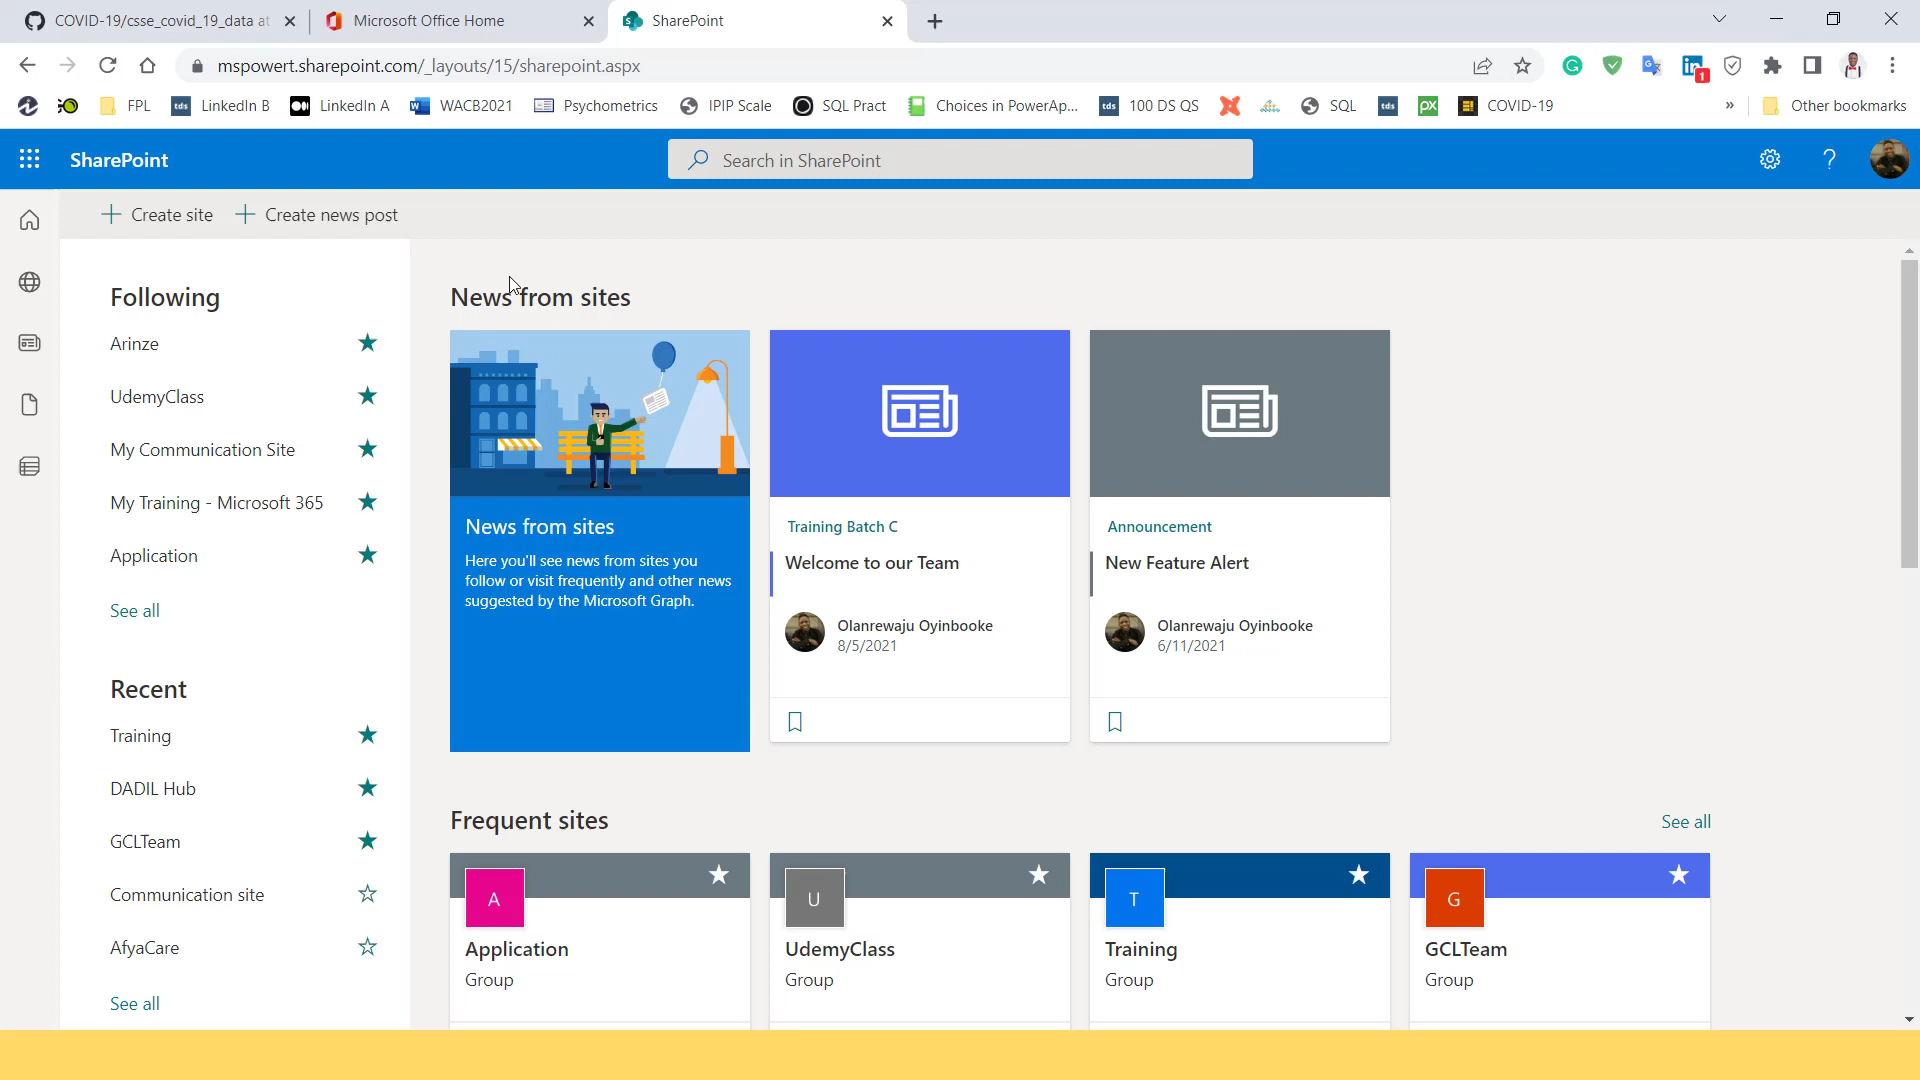 COVID-19/csse_covid_19_data at
Microsoft Office Home
SharePoint
mspowert.sharepoint.com/_layouts/15/sharepoint.aspx
1
FPL
tds
LinkedIn B
LinkedIn A
WACB2021
Psychometrics
IPIP Scale
SQL Pract
Choices in PowerAp...
tds
100 DS QS
SQL
tds
px
COVID-19
»
Other bookmarks
SharePoint
Search in SharePoint
?
+ Create site
+ Create news post
Following
Arinze
UdemyClass
My Communication Site
My Training - Microsoft 365
Application
See all
Recent
Training
DADIL Hub
GCLTeam
Communication site
AfyaCare
See all
News from sites
News from sites
Here you'll see news from sites you
follow or visit frequently and other news
suggested by the Microsoft Graph.
Training Batch C
Welcome to our Team
Olanrewaju Oyinbooke
8/5/2021
Announcement
New Feature Alert
Olanrewaju Oyinbooke
6/11/2021
Frequent sites
See all
A
Application
Group
U
UdemyClass
Group
T
Training
Group
G
GCLTeam
Group